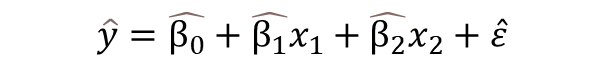 ŷ = β̂₀ + β̂₁x₁ + β̂₂x₂ + ε̂